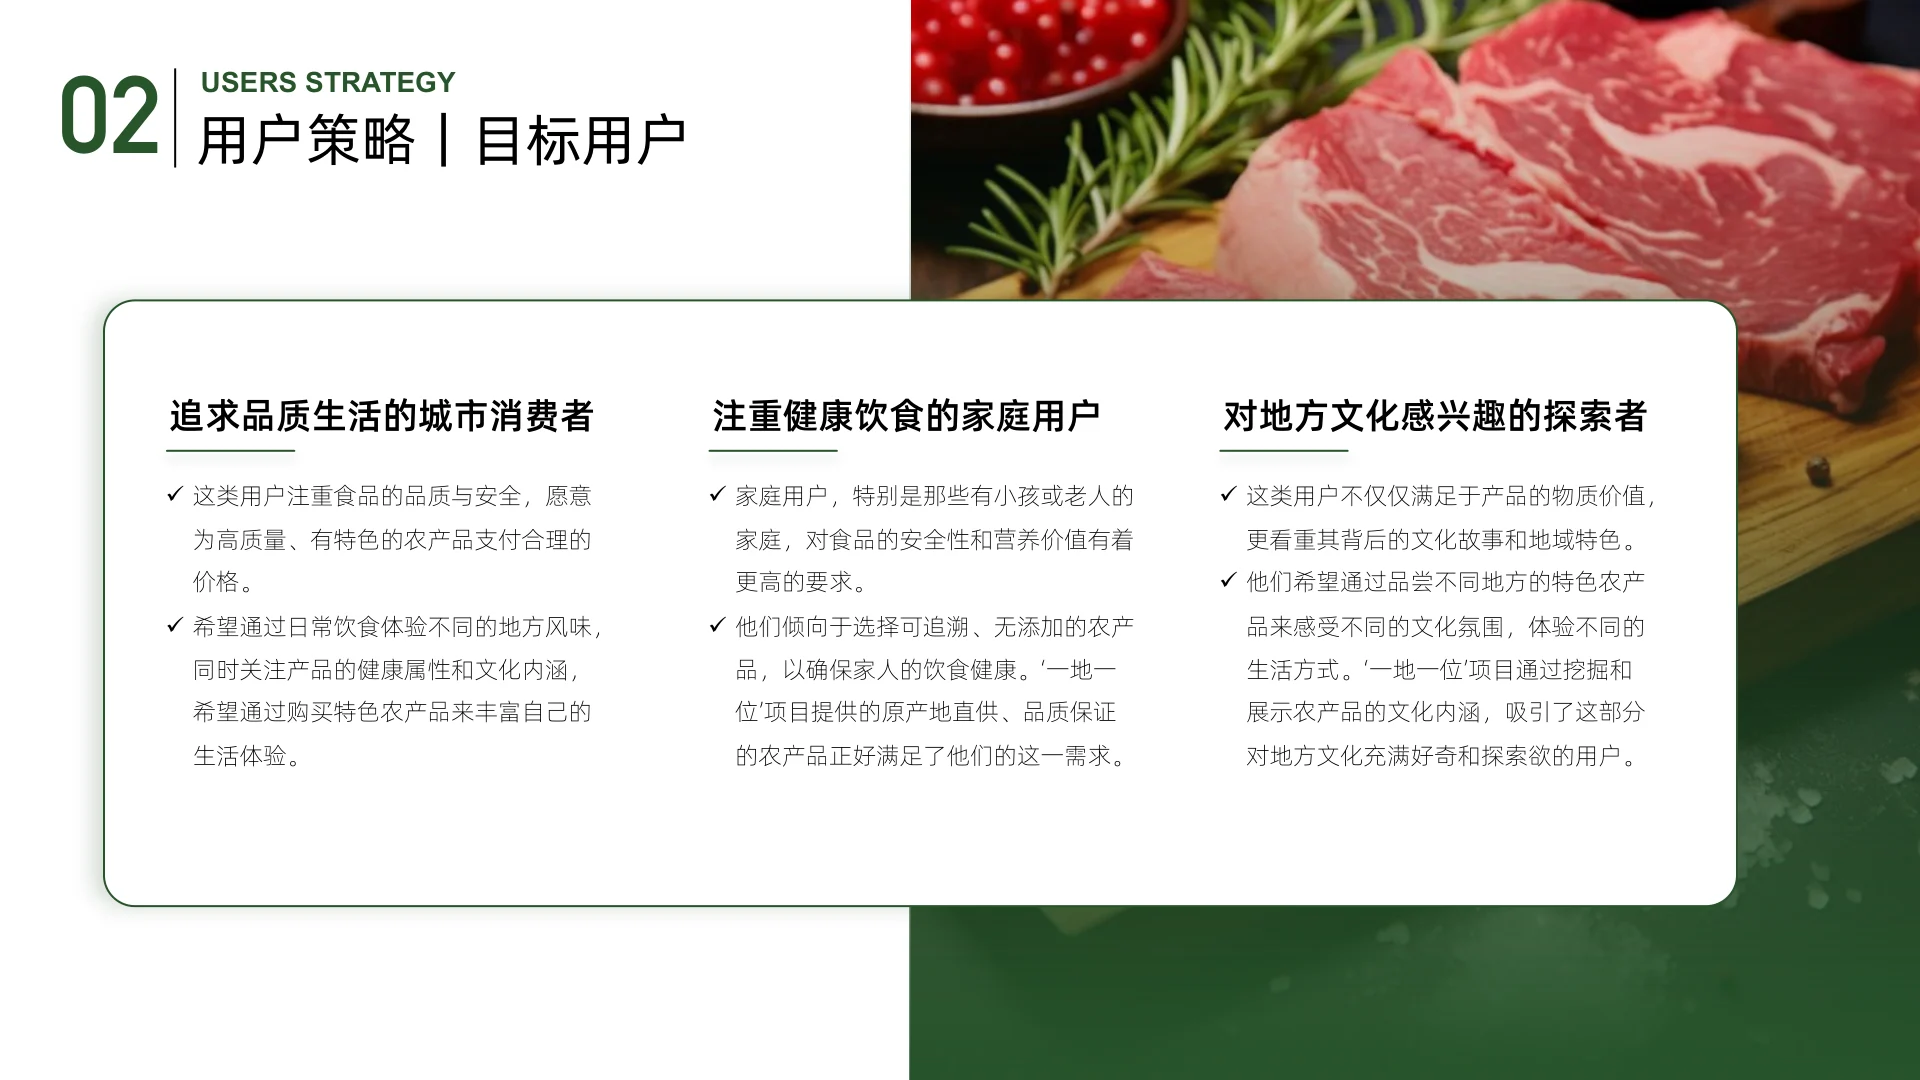 02
USERS STRATEGY
用户策略｜目标用户
追求品质生活的城市消费者
✓ 这类用户注重食品的品质与安全，愿意
为高质量、有特色的农产品支付合理的
价格。
✓ 希望通过日常饮食体验不同的地方风味，
同时关注产品的健康属性和文化内涵，
希望通过购买特色农产品来丰富自己的
生活体验。
注重健康饮食的家庭用户
✓ 家庭用户，特别是那些有小孩或老人的
家庭，对食品的安全性和营养价值有着
更高的要求。
✓ 他们倾向于选择可追溯、无添加的农产
品，以确保家人的饮食健康。‘一地一
位’项目提供的原产地直供、品质保证
的农产品正好满足了他们的这一需求。
对地方文化感兴趣的探索者
✓ 这类用户不仅仅满足于产品的物质价值，
更看重其背后的文化故事和地域特色。
✓ 他们希望通过品尝不同地方的特色农产
品来感受不同的文化氛围，体验不同的
生活方式。‘一地一位’项目通过挖掘和
展示农产品的文化内涵，吸引了这部分
对地方文化充满好奇和探索欲的用户。